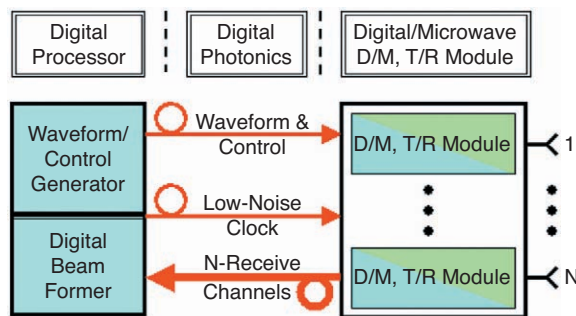 Digital
Processor
Digital
Photonics
Digital/Microwave
D/M, T/R Module
Waveform/
Control
Generator
Waveform &
Control
D/M, T/R Module
1
Low-Noise
Clock
Digital
Beam
Former
N-Receive
Channels
D/M, T/R Module
N